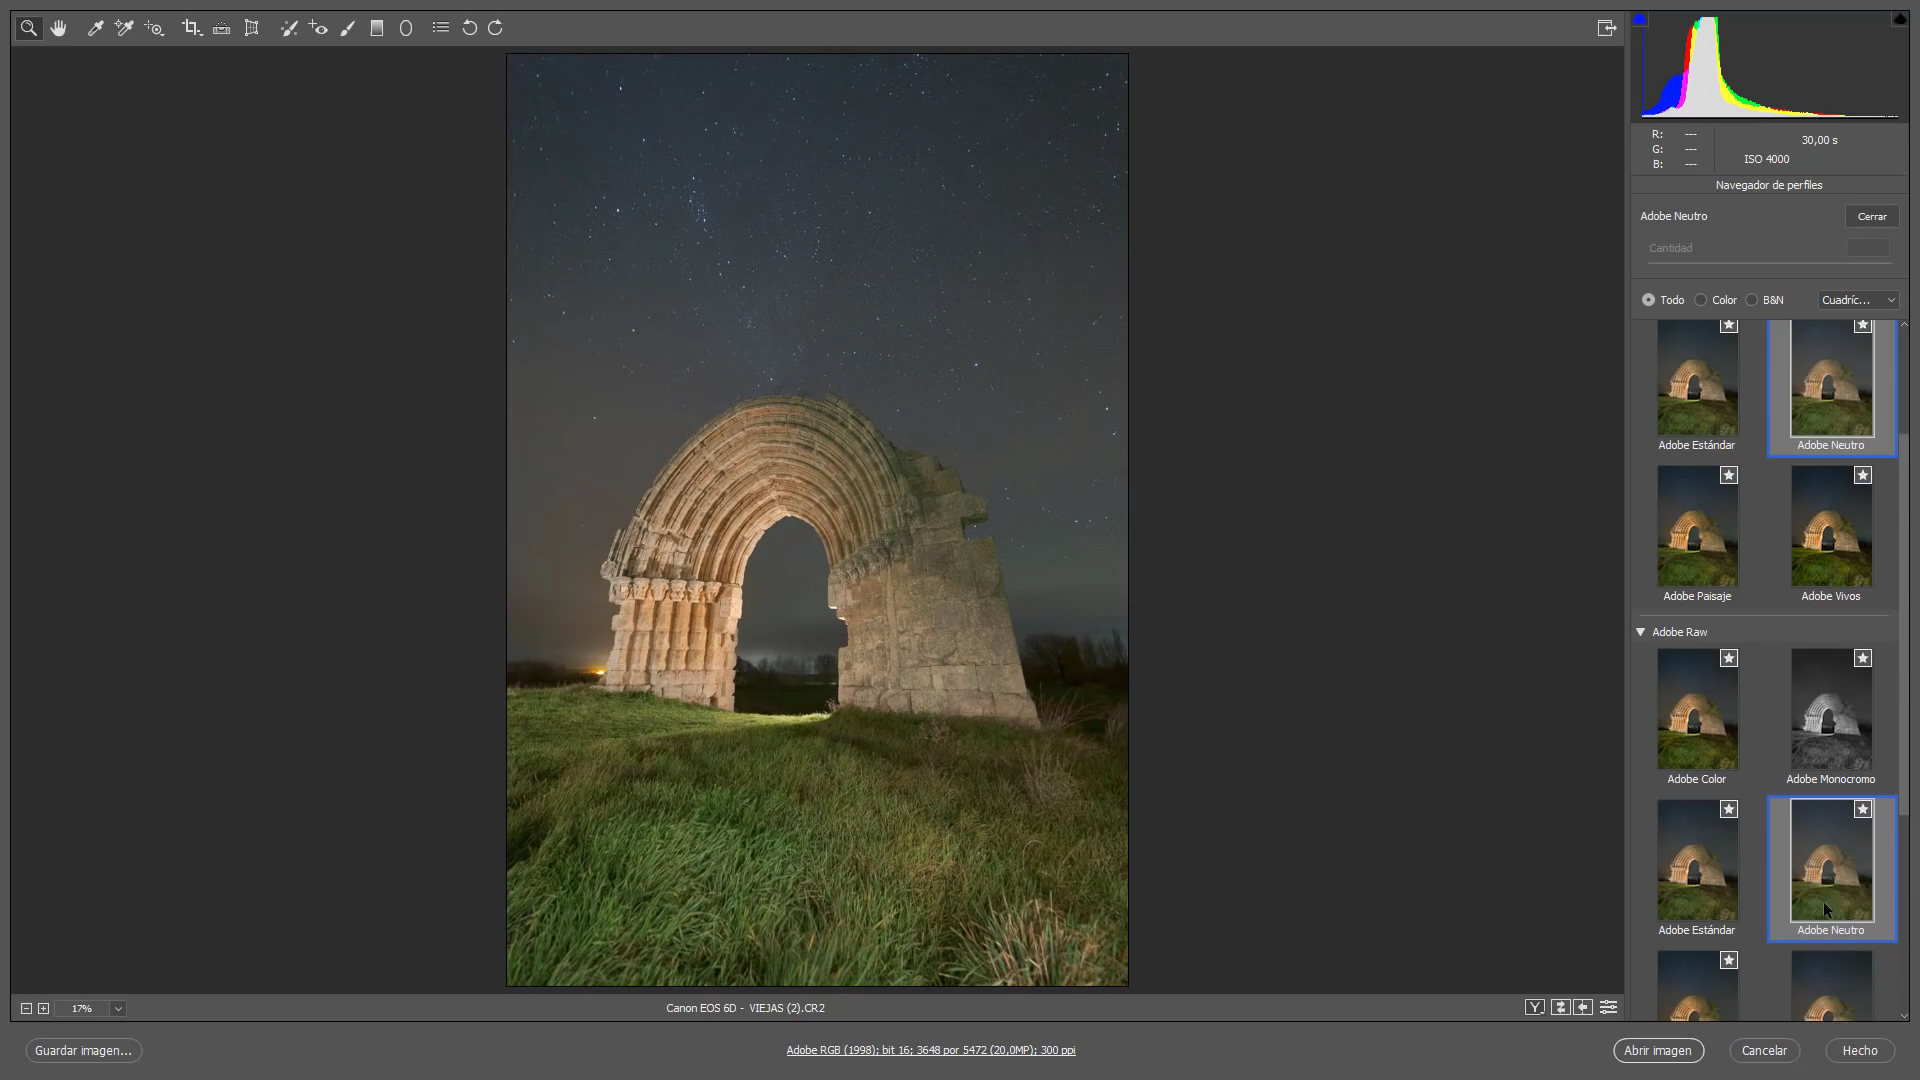 R: ---
G: ---
B: ---
30,00 s
ISO 4000
Navegador de perfiles
Adobe Neutro
Cerrar
Cantidad
Todo
Color
B&N
Cuadríc...
Adobe Estándar
Adobe Neutro
Adobe Paisaje
Adobe Vivos
Adobe Raw
Adobe Color
Adobe Monocromo
Adobe Estándar
Adobe Neutro
17%
Canon EOS 6D - VIEJAS (2).CR2
Y
Guardar imagen...
Adobe RGB (1998); bit 16; 3648 por 5472 (20,0MP); 300 ppi
Abrir imagen
Cancelar
Hecho